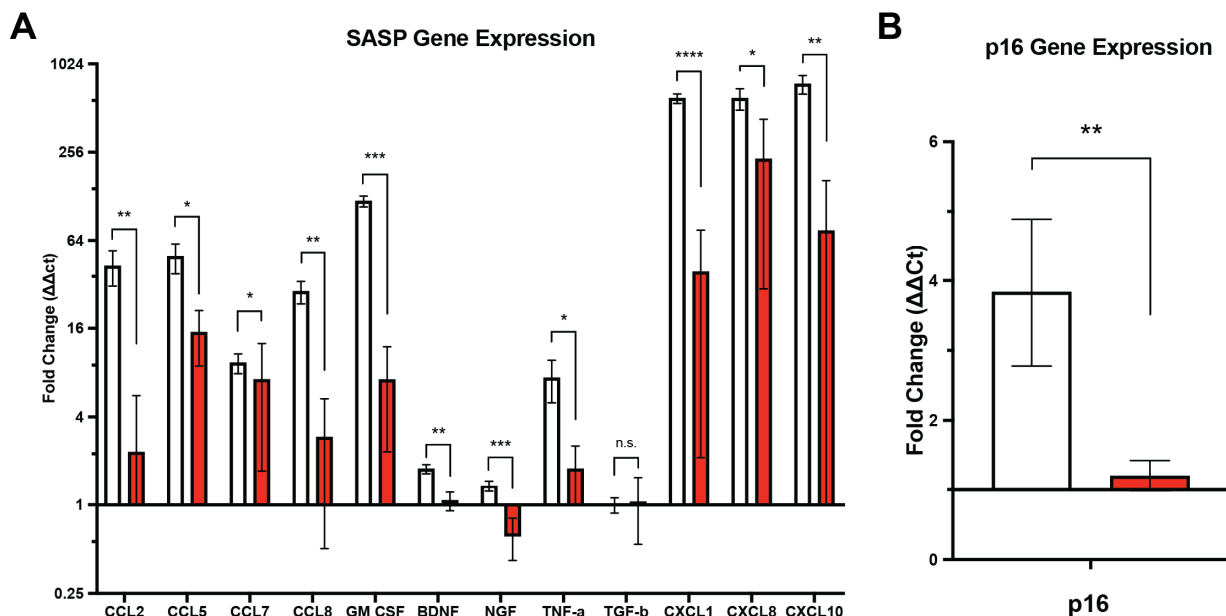 A
SASP Gene Expression
Fold Change (ΔΔct)
1024
256
64
16
4
1
0.25
**
*
*
**
***
**
***
*
n.s.
****
*
**
CCL2 CCL5 CCL7 CCL8 GM CSF BDNF NGF TNF-a TGF-b CXCL1 CXCL8 CXCL10
B
p16 Gene Expression
Fold Change (ΔΔCt)
6
4
2
0
**
p16